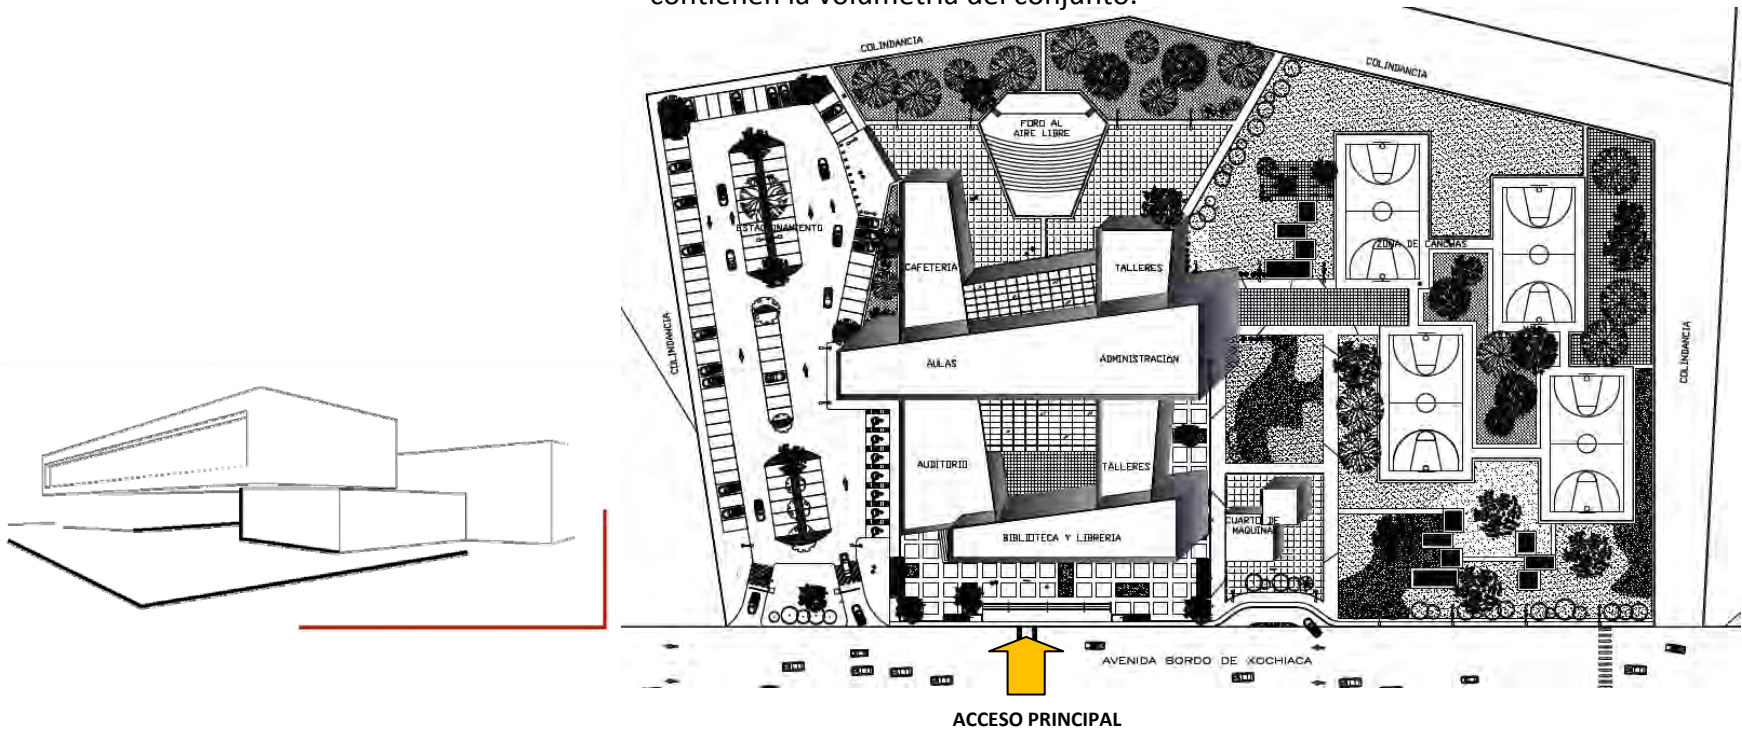 contienen la volumetría del conjunto.
COLINDANCIA
COLINDANCIA
FORO AL
AIRE LIBRE
ESTACIONAMIENTO
CAFETERIA
TALLERES
ZONA DE CANCHAS
COLINDANCIA
COLINDANCIA
AULAS
ADMINISTRACIÓN
AUDITORIO
TALLERES
CUARTO DE
MAQUINAS
BIBLIOTECA Y LIBRERIA
AVENIDA BORDO DE XOCHIACA
ACCESO PRINCIPAL